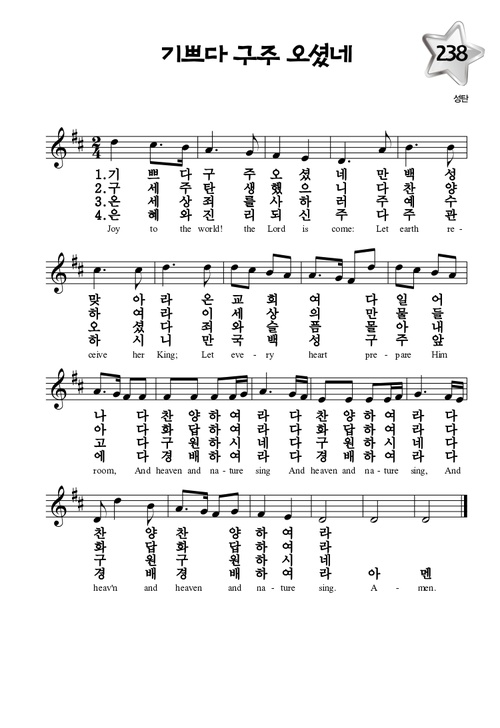 기쁘다 구주 오셨네
238
성탄
1.기 쁘 다 구 주 오 셨 네 만 백 성
2.구 세 주 탄 생 했 으 니 다 찬 양
3.온 세 상 죄 를 사 하 러 주 예 수
4.은 혜 와 진 리 되 신 주 다 주 관
Joy to the world! the Lord is come: Let earth re-
맞 아 라 온 교 회 여 다 일 어
하 여 라 이 세 상 의 만 물 들
오 셨 다 죄 와 슬 픔 몰 아 내
하 시 니 만 국 백 성 구 주 앞
ceive her King; Let eve-ry heart pre-pare Him
나 다 찬 양 하 여 라 다 찬 양 하 여 라 다
아 다 화 답 하 여 라 다 화 답 하 여 라 다
고 다 구 원 하 시 네 다 구 원 하 시 네 다
에 다 경 배 하 여 라 다 경 배 하 여 라 다
room, And heaven and na-ture sing And heaven and na-ture sing, And
찬 양 찬 양 하 여 라
화 답 화 답 하 여 라
구 원 구 원 하 시 네
경 배 경 배 하 여 라 아 멘
heav'n and heaven and na-ture sing. A-men.